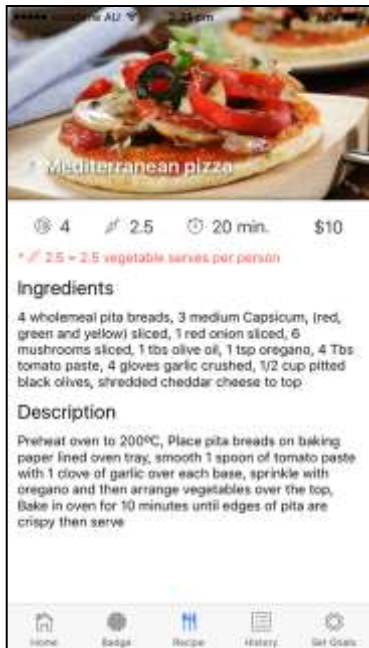 AU 2:21 pm
Mediterranean pizza
4 2.5 20 min. $10
* 2.5 = 2.5 vegetable serves per person
Ingredients
4 wholemeal pita breads, 3 medium Capsicum, (red,
green and yellow) sliced, 1 red onion sliced, 6
mushrooms sliced, 1 tbs olive oil, 1 tsp oregano, 4 Tbs
tomato paste, 4 gloves garlic crushed, 1/2 cup pitted
black olives, shredded cheddar cheese to top
Description
Preheat oven to 200ºC, Place pita breads on baking
paper lined oven tray, smooth 1 spoon of tomato paste
with 1 clove of garlic over each base, sprinkle with
oregano and then arrange vegetables over the top,
Bake in oven for 10 minutes until edges of pita are
crispy then serve
Home Badge Recipe History Set Goals